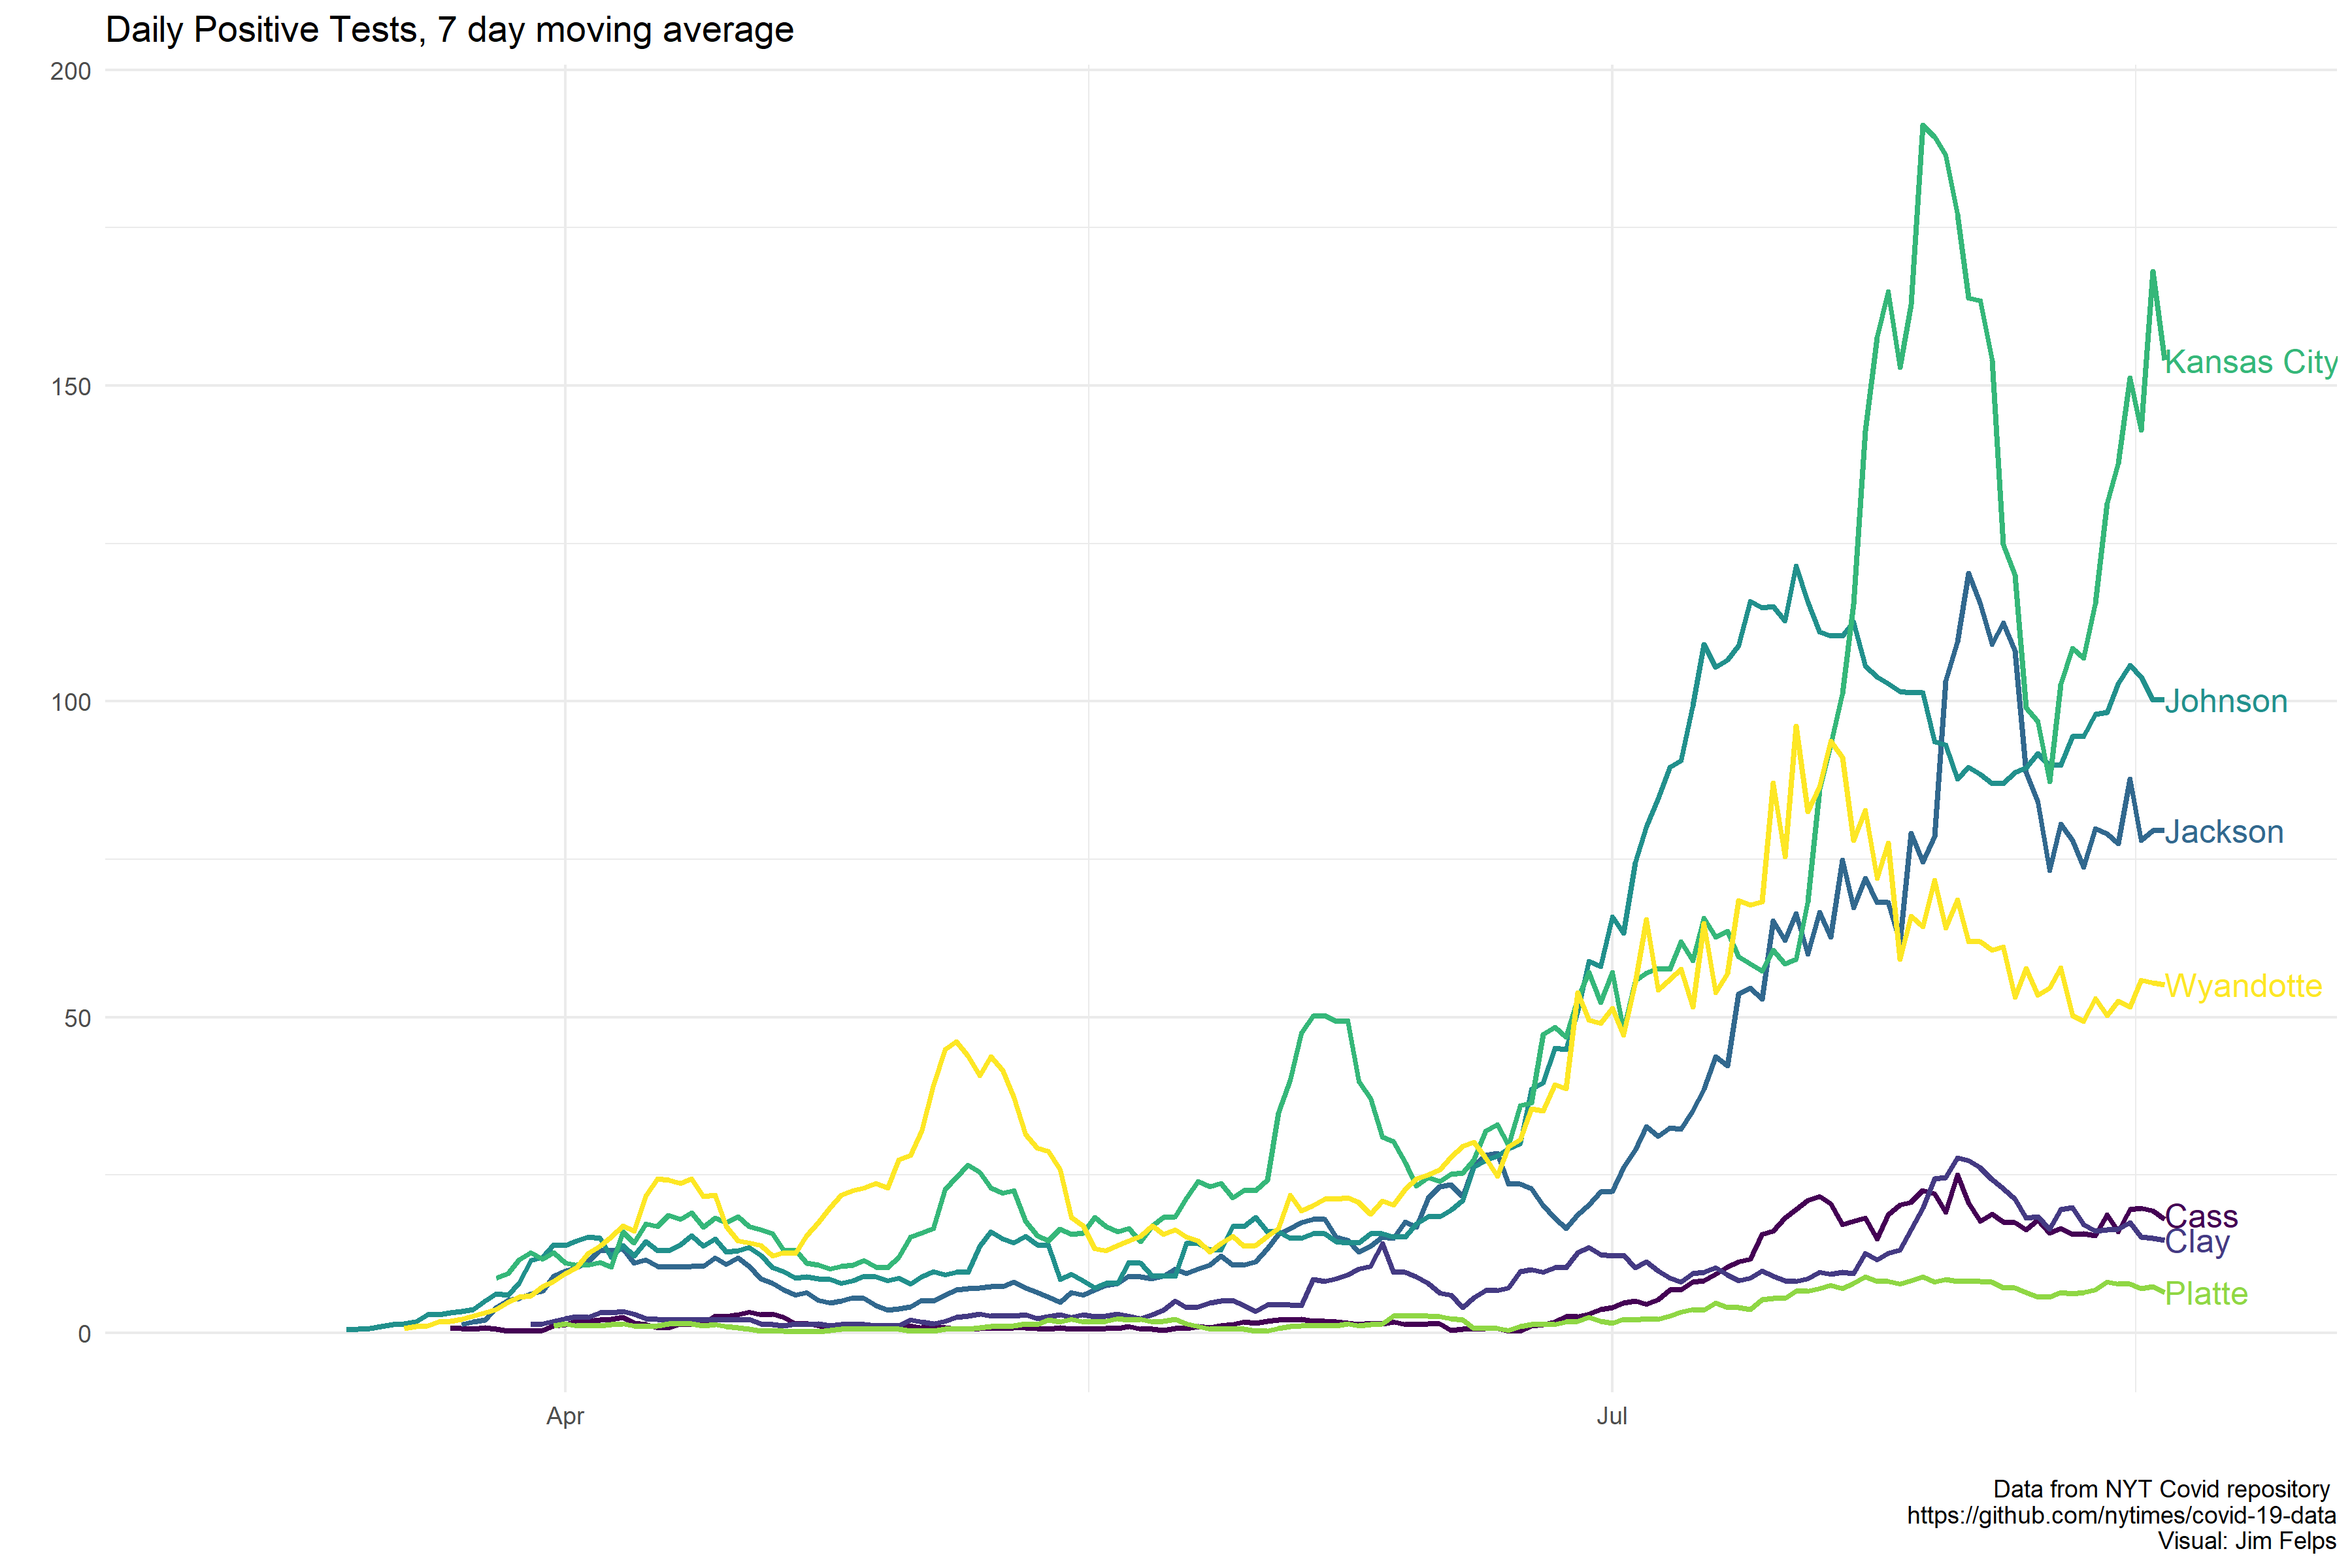 Daily Positive Tests, 7 day moving average
200
150
100
50
0
Kansas City
Johnson
Jackson
Wyandotte
Cass
Clay
Platte
Apr
Jul
Data from NYT Covid repository
https://github.com/nytimes/covid-19-data
Visual: Jim Felps